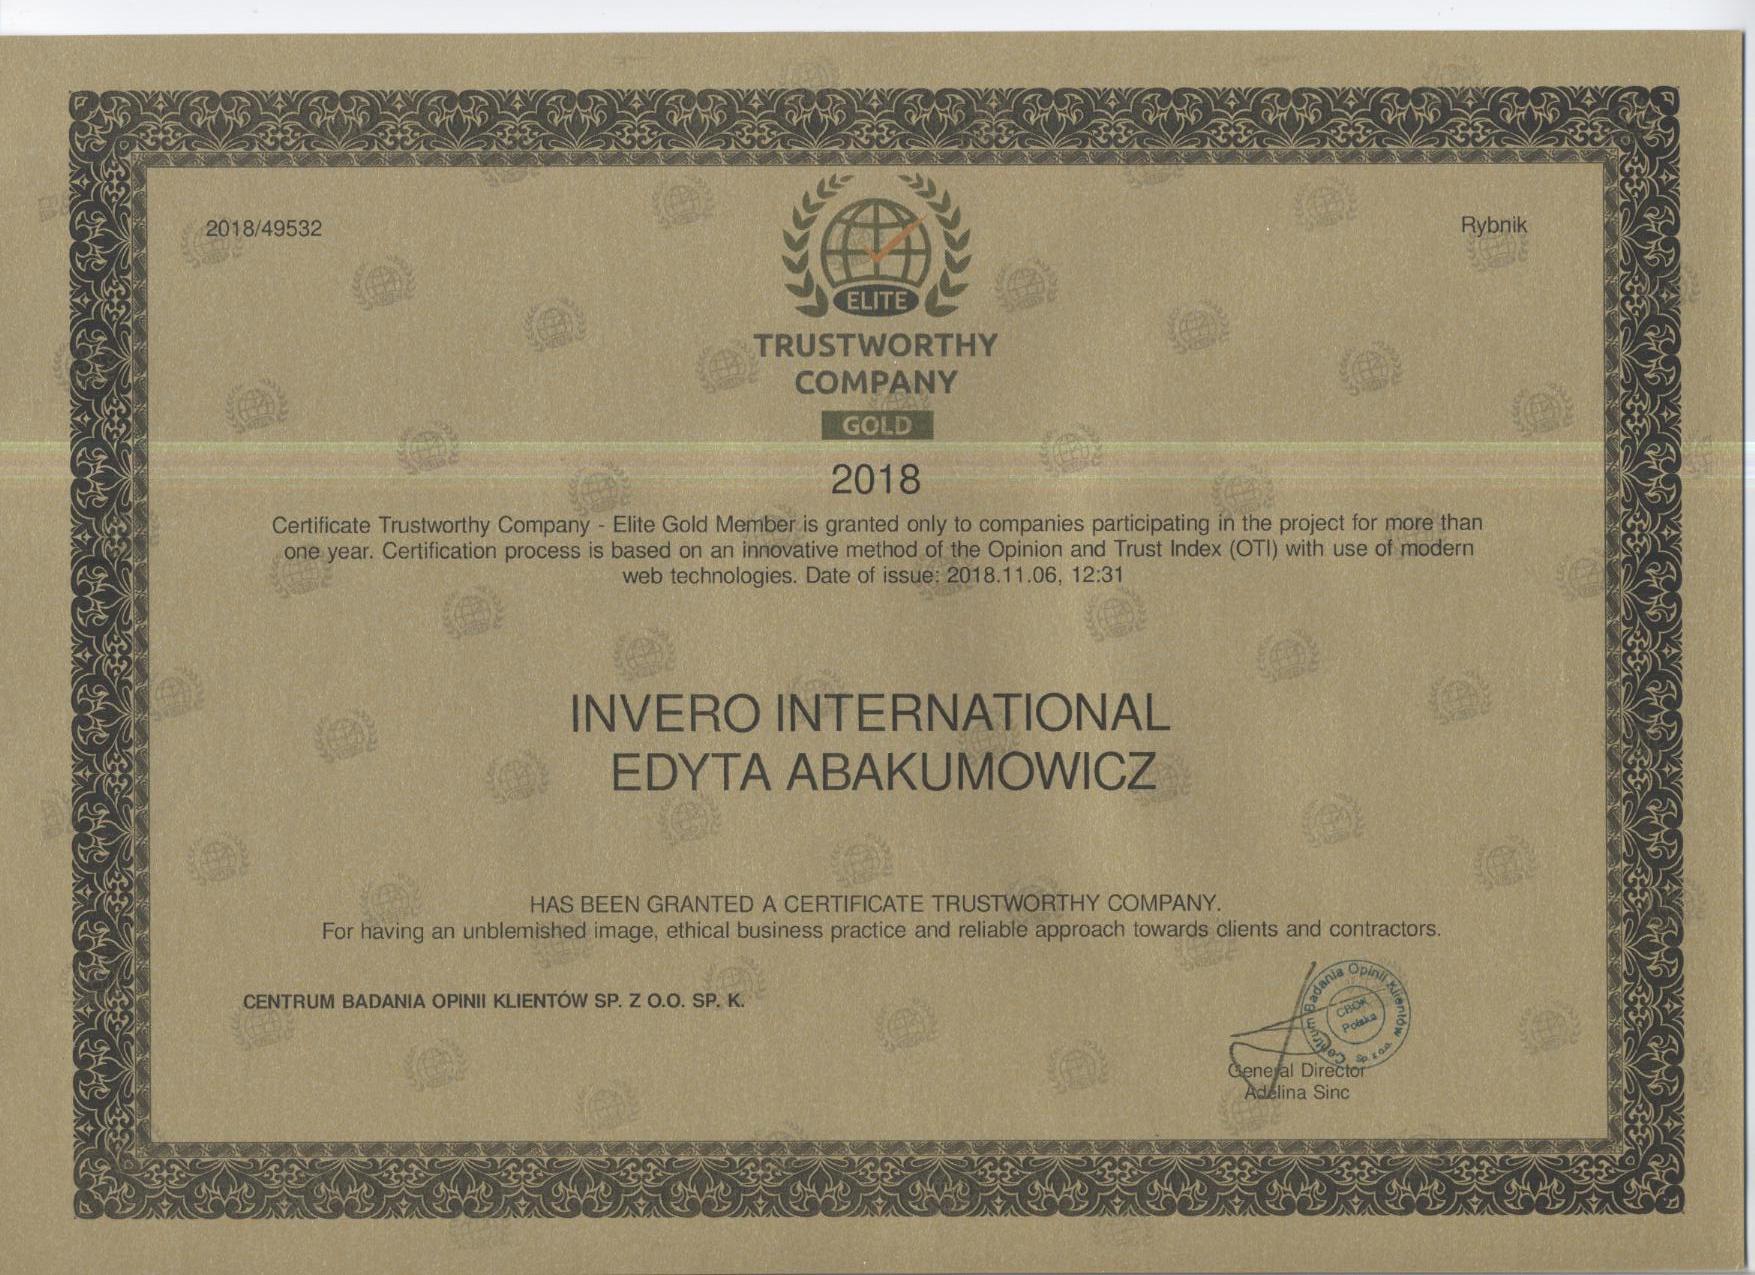 2018/49532
Rybnik
ELITE
TRUSTWORTHY
COMPANY
GOLD
2018
Certificate Trustworthy Company - Elite Gold Member is granted only to companies participating in the project for more than
one year. Certification process is based on an innovative method of the Opinion and Trust Index (OTI) with use of modern
web technologies. Date of issue: 2018.11.06, 12:31
INVERO INTERNATIONAL
EDYTA ABAKUMOWICZ
HAS BEEN GRANTED A CERTIFICATE TRUSTWORTHY COMPANY.
For having an unblemished image, ethical business practice and reliable approach towards clients and contractors.
CENTRUM BADANIA OPINII KLIENTÓW SP. Z O.O. SP. K.
Centrum Badania Opinii Klientów
Sp. z o.o.
CBOK
Polska
General Director
Adelina Sinc